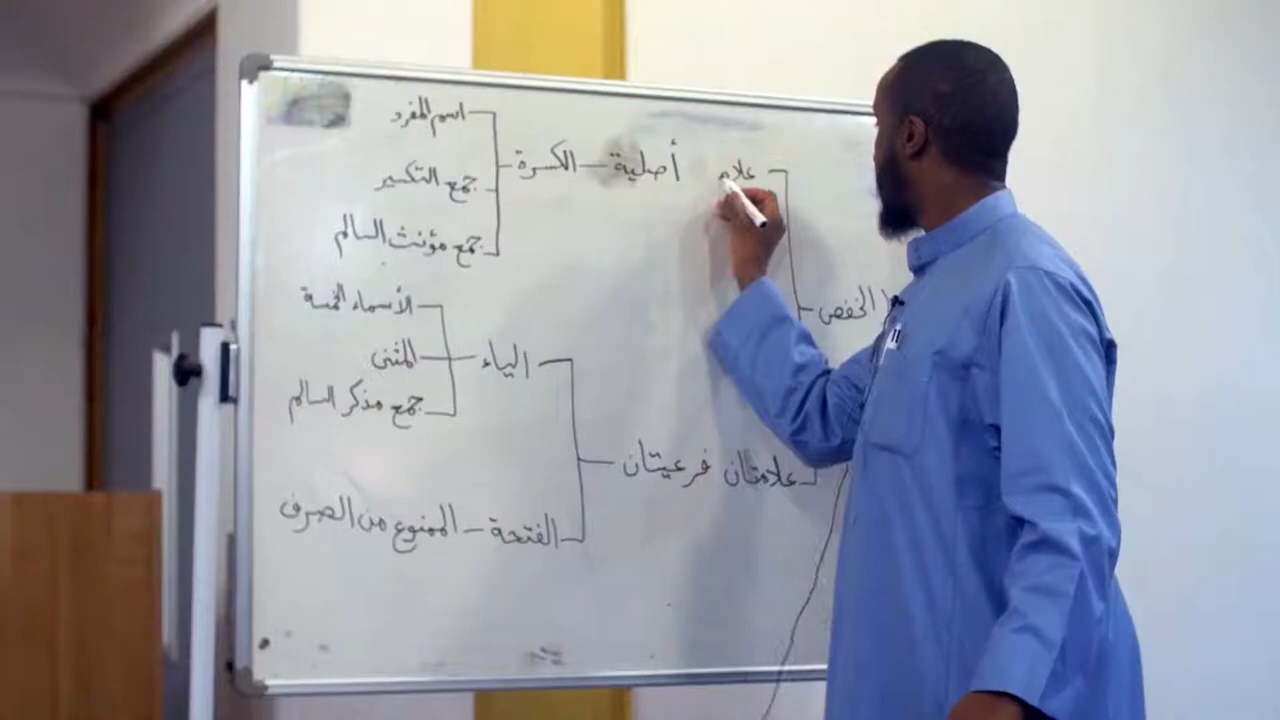 اسم المفرد
علام
أصلية - الكسرة
جمع التكسير
جمع مؤنث السالم
الأسماء الخمسة
الخفض
المثنى
الياء
جمع مذكر السالم
علامتان فرعيتان
الفتحة - الممنوع من الصرف